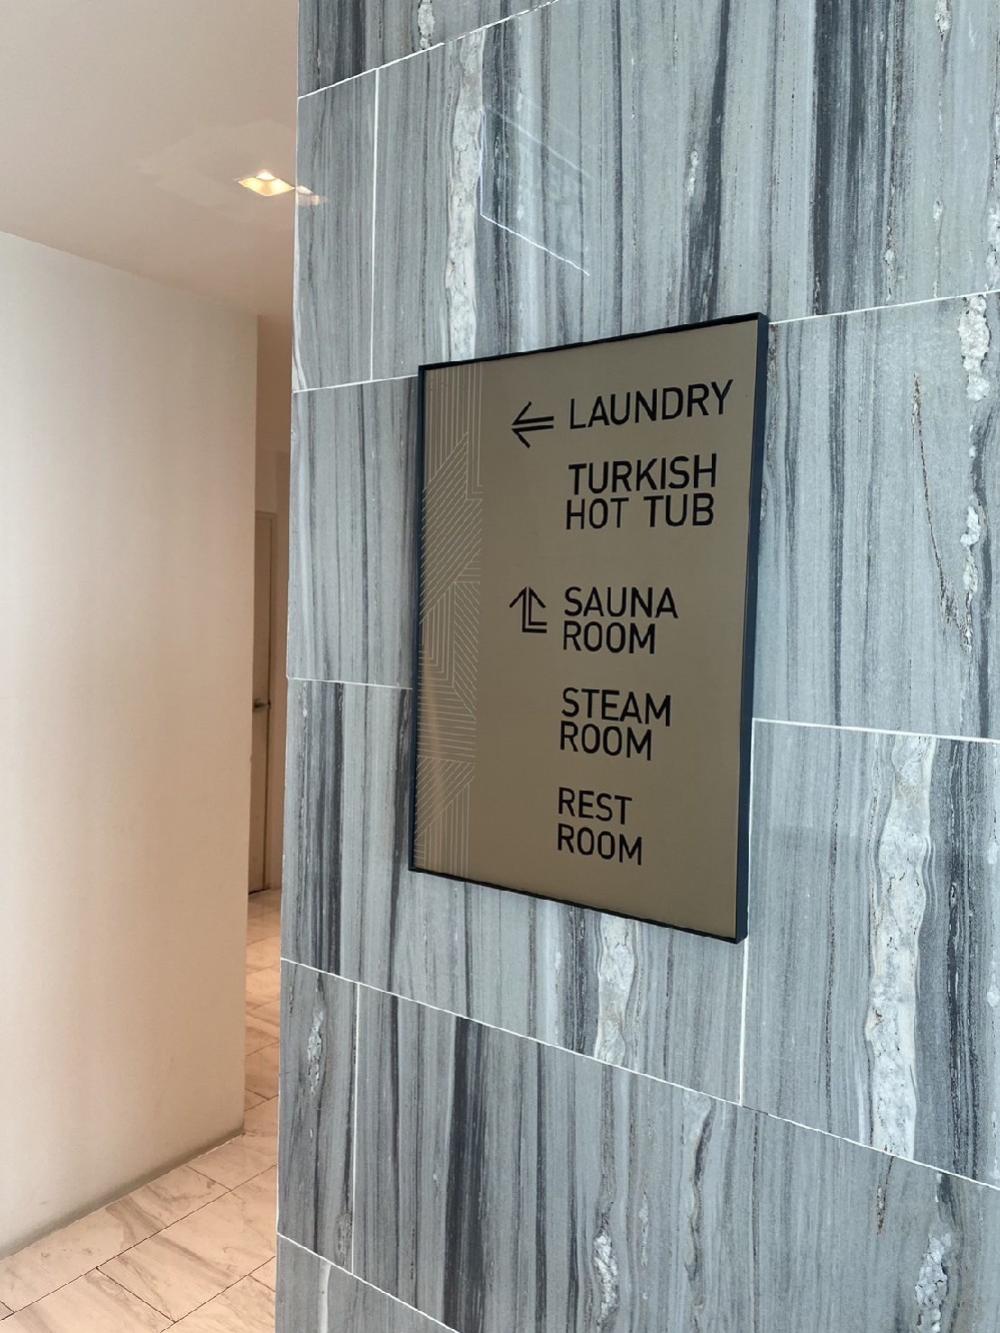 LAUNDRY
TURKISH
HOT TUB
SAUNA
ROOM
STEAM
ROOM
REST
ROOM